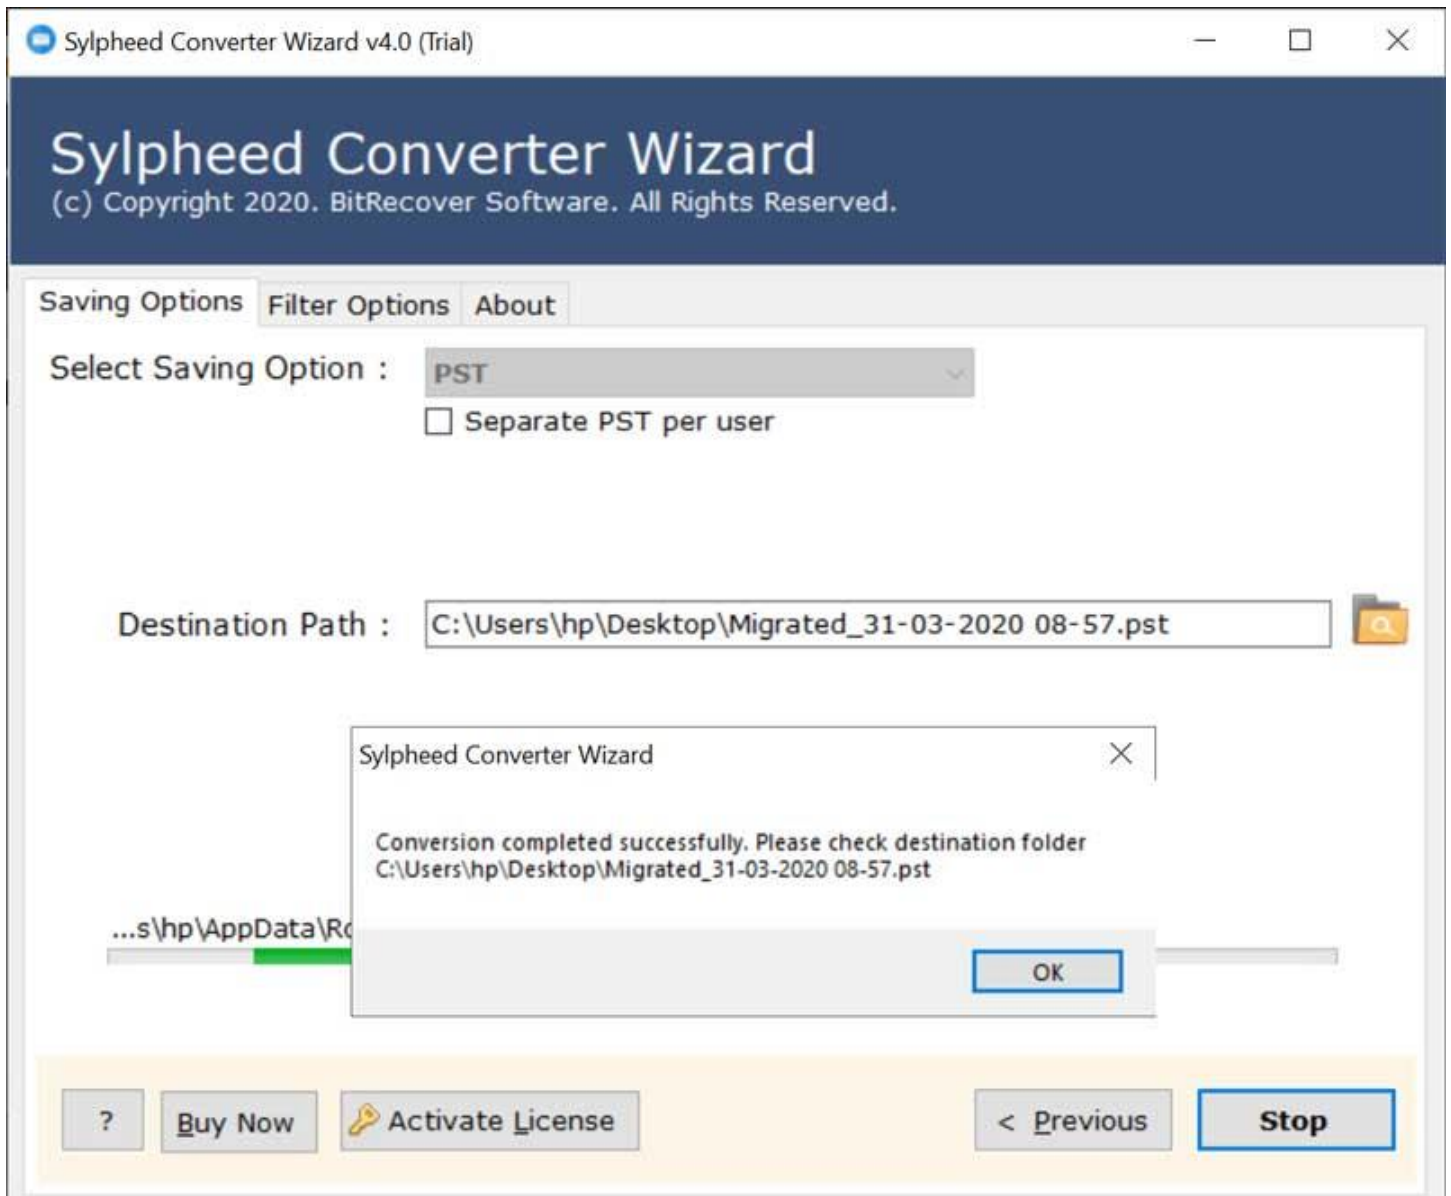 Sylpheed Converter Wizard v4.0 (Trial)
Sylpheed Converter Wizard
(c) Copyright 2020. BitRecover Software. All Rights Reserved.
Saving Options Filter Options About
Select Saving Option : PST
Separate PST per user
Destination Path : C:\Users\hp\Desktop\Migrated_31-03-2020 08-57.pst
Sylpheed Converter Wizard
Conversion completed successfully. Please check destination folder
C:\Users\hp\Desktop\Migrated_31-03-2020 08-57.pst
...s\hp\AppData\Ro
OK
? Buy Now Activate License < Previous Stop